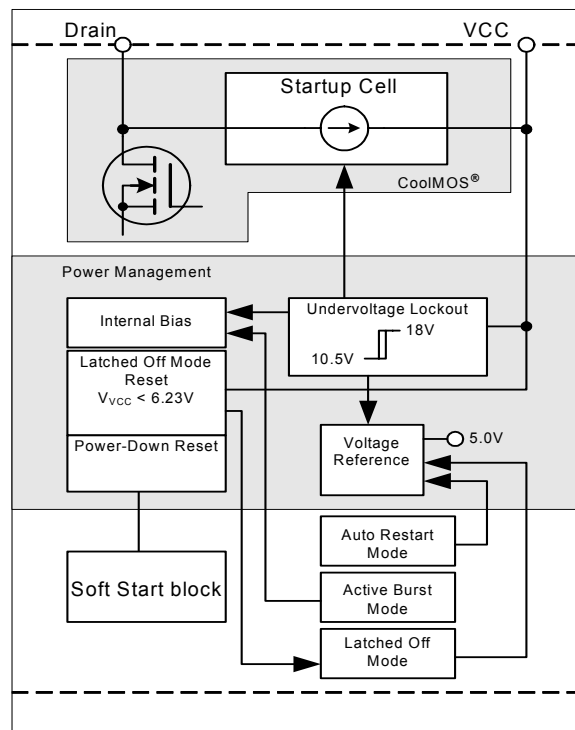 Drain
VCC
Startup Cell
CoolMOS®
Power Management
Internal Bias
Undervoltage Lockout
18V
10.5V
Latched Off Mode
Reset
VVCC < 6.23V
Power-Down Reset
Voltage
Reference
5.0V
Soft Start block
Auto Restart
Mode
Active Burst
Mode
Latched Off
Mode